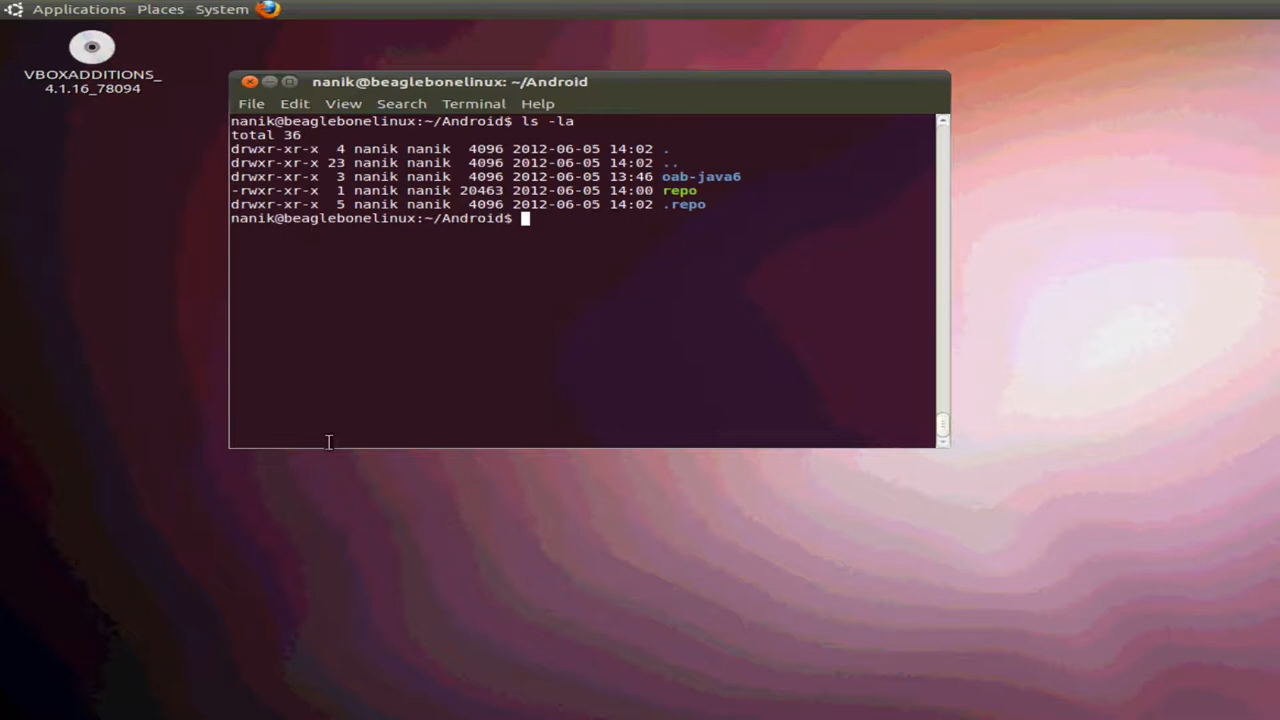 Applications Places System
VBOXADDITIONS_
4.1.16_78094
nanik@beaglebonelinux: ~/Android
File Edit View Search Terminal Help
nanik@beaglebonelinux:~/Android$ ls -la
total 36
drwxr-xr-x  4 nanik nanik  4096 2012-06-05 14:02 .
drwxr-xr-x 23 nanik nanik  4096 2012-06-05 14:02 ..
drwxr-xr-x  3 nanik nanik  4096 2012-06-05 13:46 oab-java6
-rwxr-xr-x  1 nanik nanik 20463 2012-06-05 14:00 repo
drwxr-xr-x  5 nanik nanik  4096 2012-06-05 14:02 .repo
nanik@beaglebonelinux:~/Android$